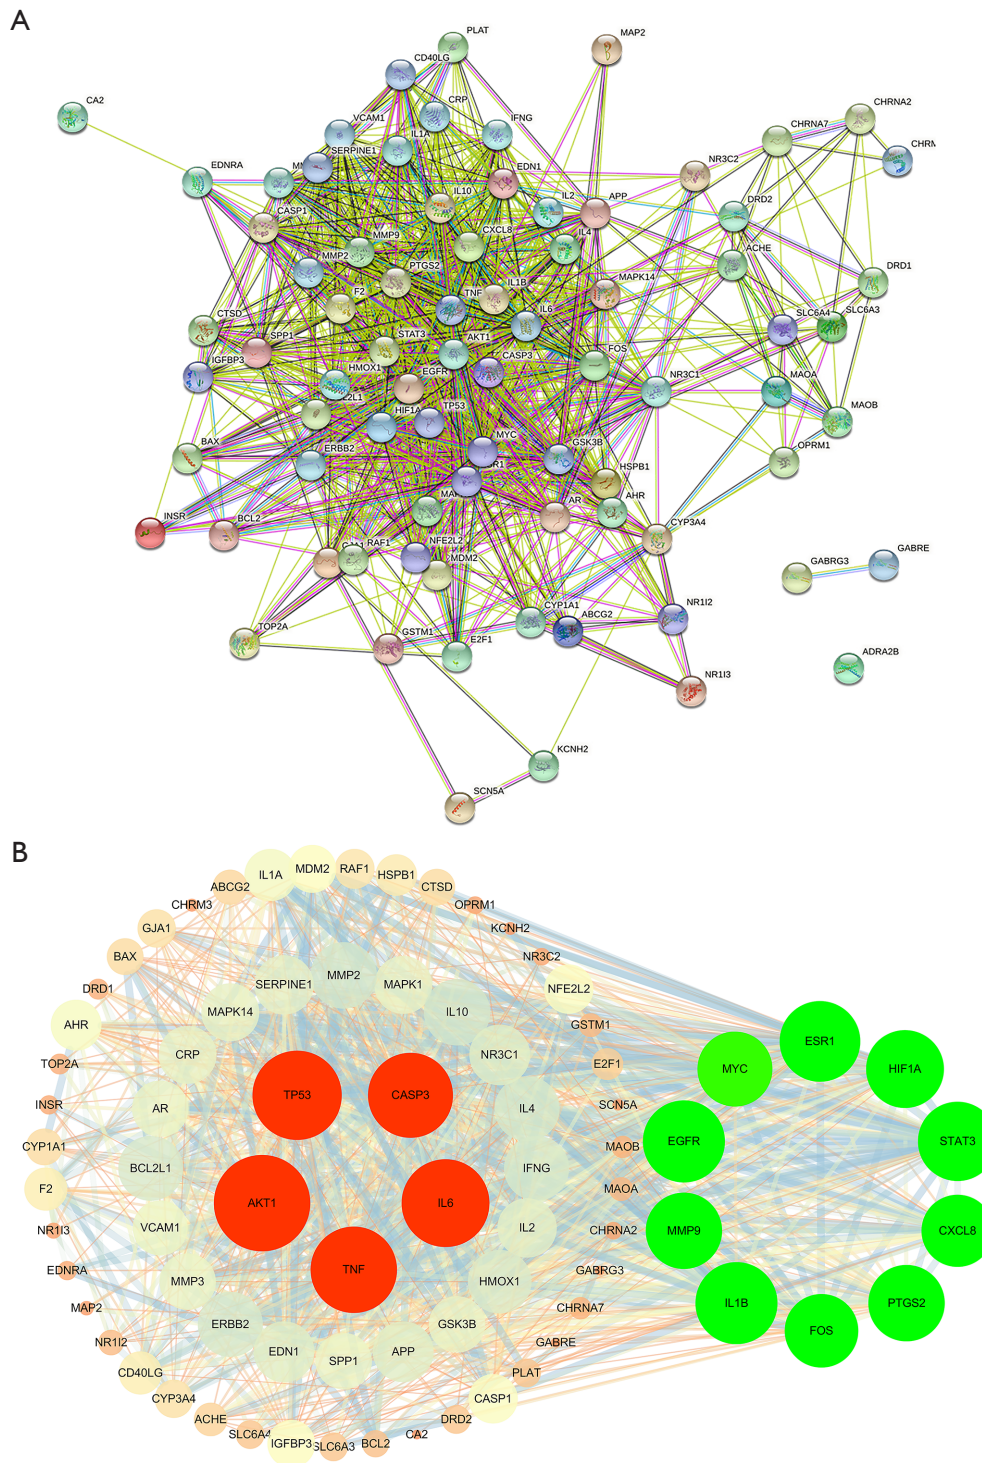 A
PLAT
MAP2
CD40LG
CA2
CRP
CHRNA2
VCAM1
IFNG
IL1A
CHRNA7
SERPINE1
CHRN
EDNRA
EDN1
NR3C2
IL10
IL2
APP
CASP1
DRD2
MMP9
CXCL8
IL4
ACHE
MMP2
PTGS2
DRD1
MAPK14
IL1B
F2
TNF
IL6
CTSD
SLC6A4
SLC6A3
STAT3
AKT1
SPP1
FOS
IGFBP3
CASP3
HMOX1
EGFR
NR3C1
MAOA
MAOB
HIF1A
TP53
BAX
MYC
ERBB2
GSK3B
OPRM1
HSPB1
AHR
AR
INSR
BCL2
CYP3A4
RAF1
NFE2L2
MDM2
GABRG3
GABRE
CYP1A1
ABCG2
NR1I2
TOP2A
GSTM1
E2F1
ADRA2B
NR1I3
KCNH2
SCN5A
B
MDM2
RAF1
IL1A
HSPB1
ABCG2
CTSD
CHRM3
OPRM1
GJA1
KCNH2
BAX
NR3C2
MMP2
SERPINE1
MAPK1
DRD1
NFE2L2
MAPK14
IL10
AHR
GSTM1
ESR1
CRP
NR3C1
TOP2A
E2F1
MYC
HIF1A
TP53
CASP3
INSR
AR
IL4
SCN5A
CYP1A1
MAOB
EGFR
STAT3
BCL2L1
IFNG
F2
MAOA
AKT1
IL6
NR1I3
VCAM1
IL2
CHRNA2
MMP9
CXCL8
EDNRA
TNF
GABRG3
MMP3
HMOX1
MAP2
CHRNA7
IL1B
PTGS2
ERBB2
GSK3B
FOS
NR1I2
GABRE
EDN1
APP
SPP1
CD40LG
PLAT
CYP3A4
CASP1
ACHE
DRD2
SLC6A4
CA2
IGFBP3
SLC6A3
BCL2